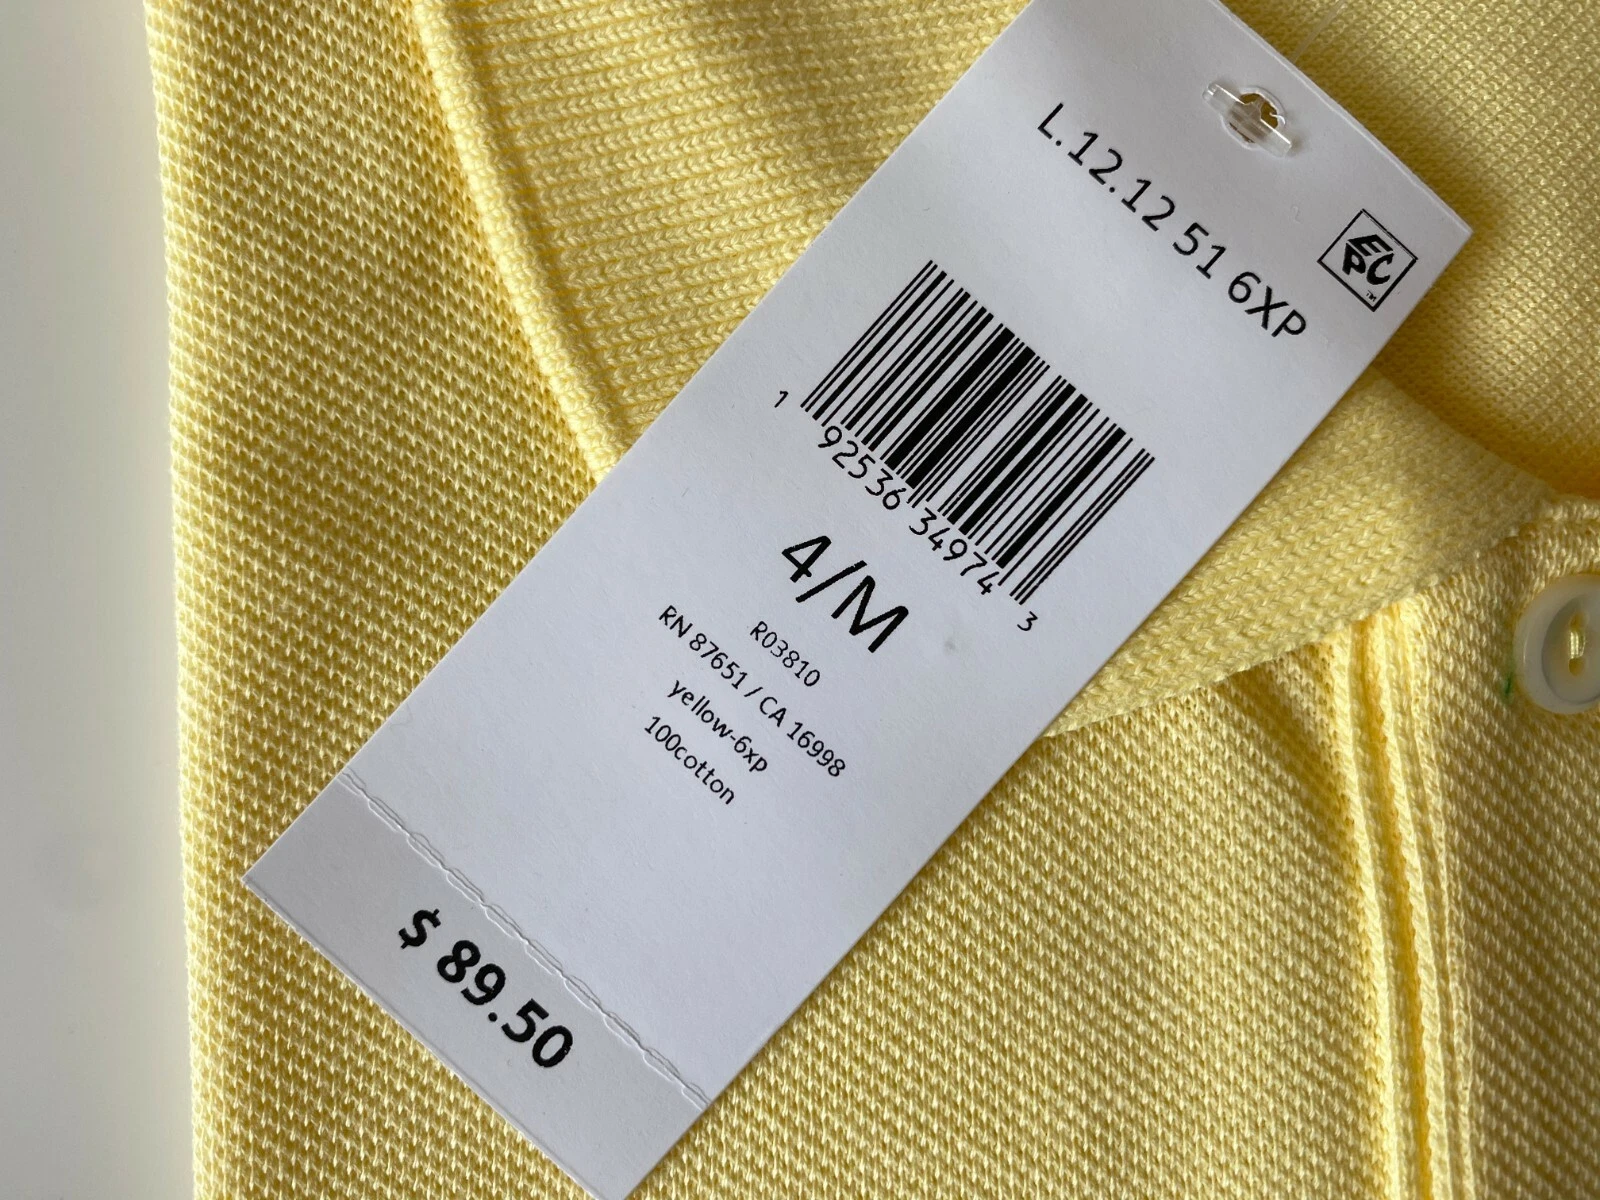 L.12.12 51 6XP
EPC
TM
1 92536 34974 3
4/M
R03810
RN 87651 / CA 16998
yellow-6xp
100cotton
$ 89.50